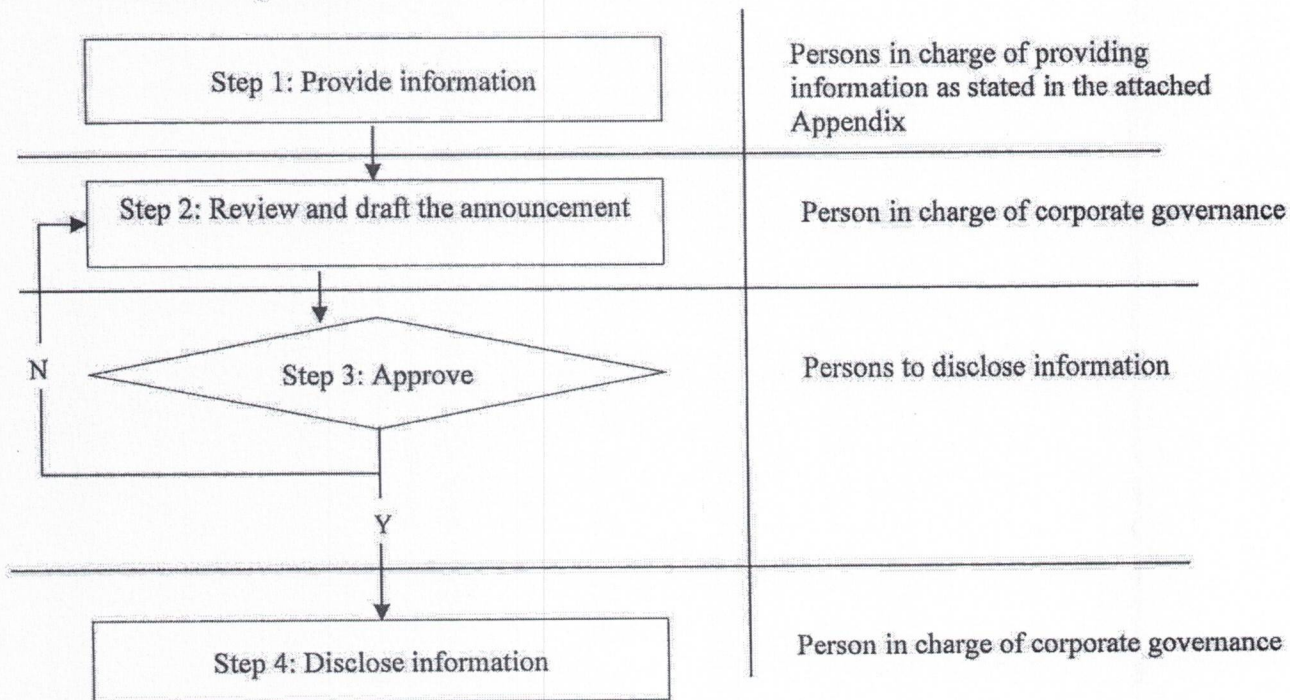 Step 1: Provide information
Persons in charge of providing
information as stated in the attached
Appendix
Step 2: Review and draft the announcement
Person in charge of corporate governance
N
Step 3: Approve
Persons to disclose information
Y
Step 4: Disclose information
Person in charge of corporate governance